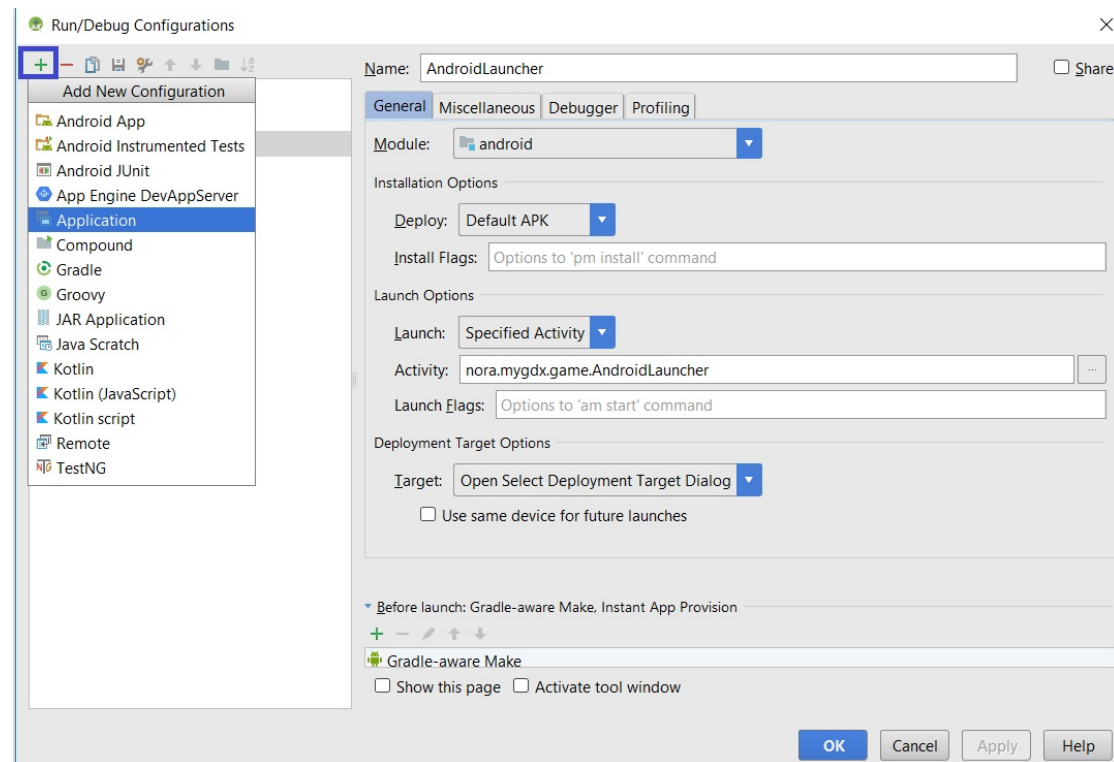 Run/Debug Configurations
Add New Configuration
Android App
Android Instrumented Tests
Android JUnit
App Engine DevAppServer
Application
Compound
Gradle
Groovy
JAR Application
Java Scratch
Kotlin
Kotlin (JavaScript)
Kotlin script
Remote
TestNG
Name: AndroidLauncher Share
General Miscellaneous Debugger Profiling
Module: android
Installation Options
Deploy: Default APK
Install Flags: Options to 'pm install' command
Launch Options
Launch: Specified Activity
Activity: nora.mygdx.game.AndroidLauncher ...
Launch Flags: Options to 'am start' command
Deployment Target Options
Target: Open Select Deployment Target Dialog
Use same device for future launches
Before launch: Gradle-aware Make, Instant App Provision
Gradle-aware Make
Show this page Activate tool window
OK Cancel Apply Help